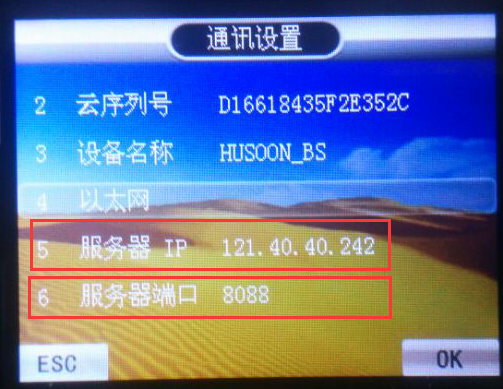 通讯设置
2 云序列号 D16618435F2E352C
3 设备名称 HUSOON_BS
4 以太网
5 服务器 IP 121.40.40.242
6 服务器端口 8088
ESC OK